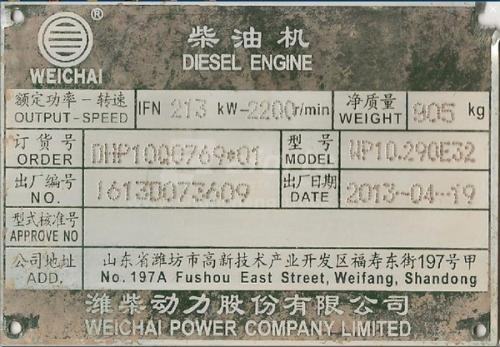 WEICHAI ®
柴油机
DIESEL ENGINE
额定功率－转速 IFN 213 kW-2200r/min 净质量 905 kg
OUTPUT-SPEED WEIGHT
订货号 DHP10Q0769*01 型号 WP10.290E32
ORDER MODEL
出厂编号 1613D073609 出厂日期 2013-04-19
NO. DATE
型式核准号
APPROVE NO
公司地址 山东省潍坊市高新技术产业开发区福寿东街197号甲
ADD. No.197A Fushou East Street, Weifang, Shandong
潍柴动力股份有限公司
WEICHAI POWER COMPANY LIMITED